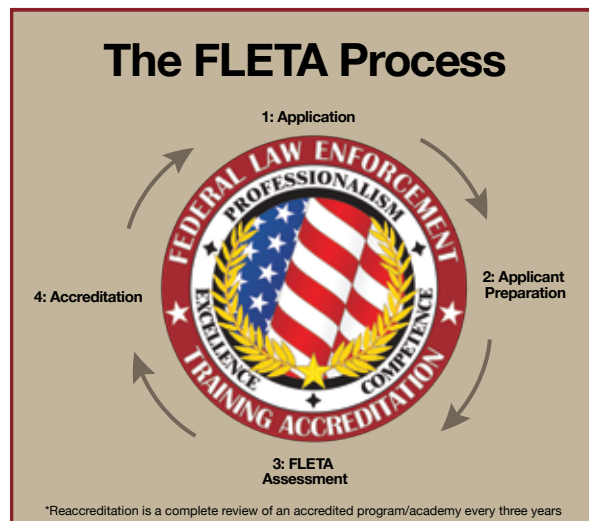 The FLETA Process
1: Application
FEDERAL LAW ENFORCEMENT
PROFESSIONALISM
2: Applicant
Preparation
4: Accreditation
EXCELLENCE
COMPETENCE
TRAINING ACCREDITATION
3: FLETA
Assessment
*Reaccreditation is a complete review of an accredited program/academy every three years